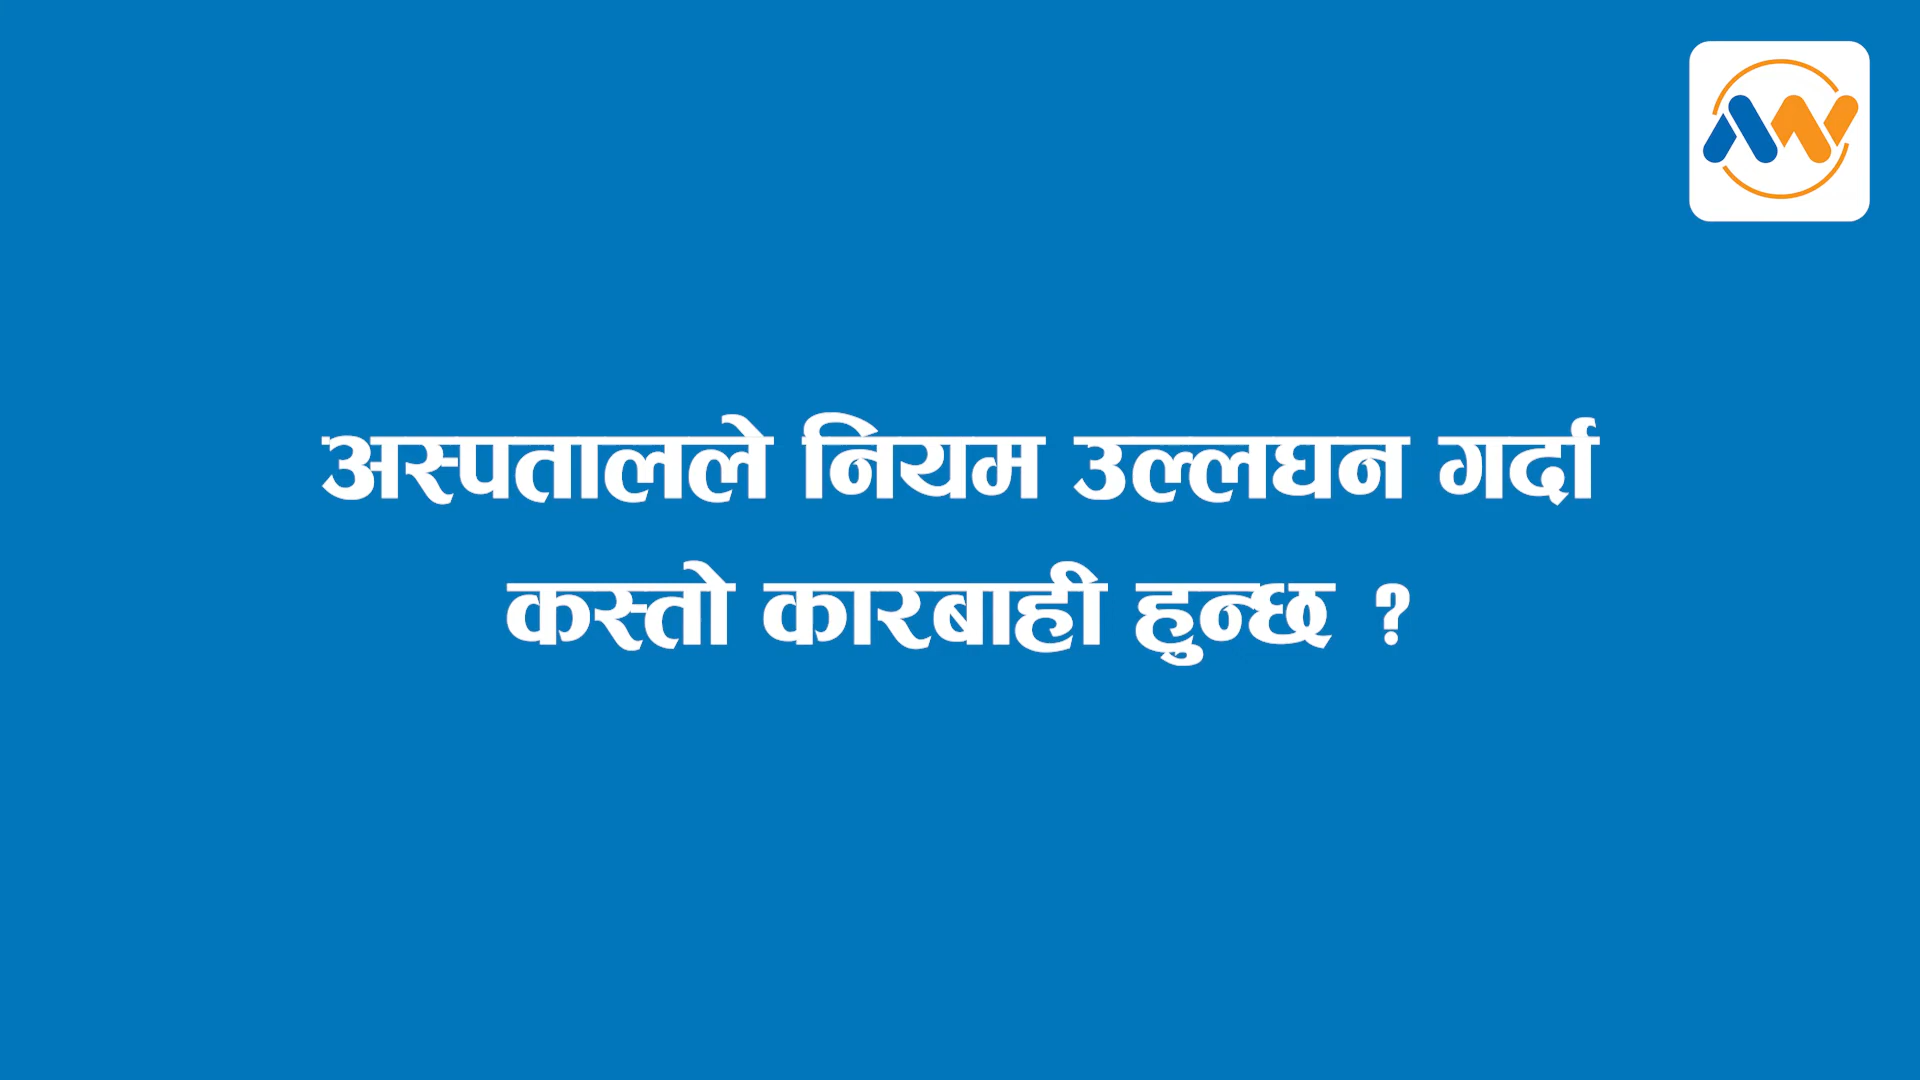 अस्पतालले नियम उल्लघन गर्दा
कस्तो कारबाही हुन्छ ?